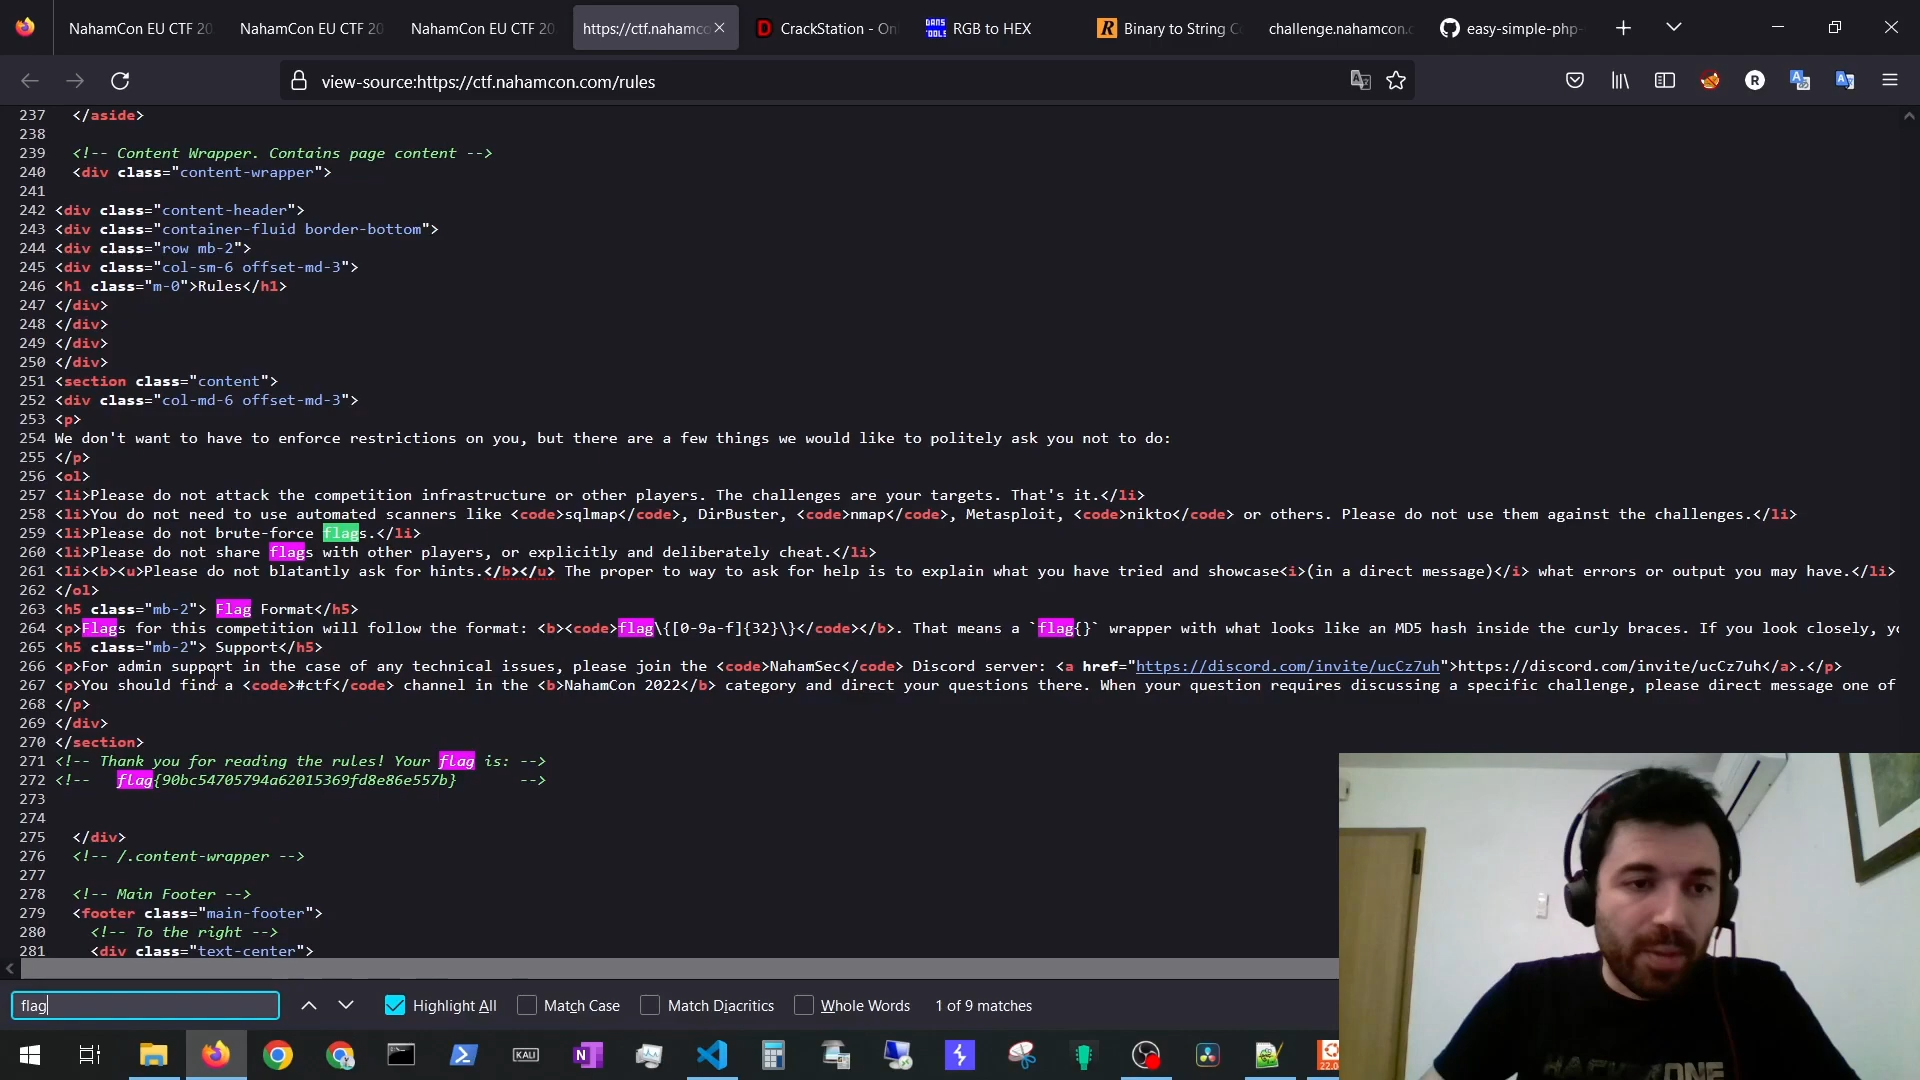 NahamCon EU CTF 20
NahamCon EU CTF 20
NahamCon EU CTF 20
https://ctf.nahamco
CrackStation - On
RGB to HEX
Binary to String C
challenge.nahamcon.c
easy-simple-php-
view-source:https://ctf.nahamcon.com/rules
237 </aside>
238
239 <!-- Content Wrapper. Contains page content -->
240 <div class="content-wrapper">
241
242 <div class="content-header">
243 <div class="container-fluid border-bottom">
244 <div class="row mb-2">
245 <div class="col-sm-6 offset-md-3">
246 <h1 class="m-0">Rules</h1>
247 </div>
248 </div>
249 </div>
250 </div>
251 <section class="content">
252 <div class="col-md-6 offset-md-3">
253 <p>
254 We don't want to have to enforce restrictions on you, but there are a few things we would like to politely ask you not to do:
255 </p>
256 <ol>
257 <li>Please do not attack the competition infrastructure or other players. The challenges are your targets. That's it.</li>
258 <li>You do not need to use automated scanners like <code>sqlmap</code>, DirBuster, <code>nmap</code>, Metasploit, <code>nikto</code> or others. Please do not use them against the challenges.</li>
259 <li>Please do not brute-force flags.</li>
260 <li>Please do not share flags with other players, or explicitly and deliberately cheat.</li>
261 <li><b><u>Please do not blatantly ask for hints.</b></u> The proper to way to ask for help is to explain what you have tried and showcase<i>(in a direct message)</i> what errors or output you may have.</li>
262 </ol>
263 <h5 class="mb-2"> Flag Format</h5>
264 <p>Flags for this competition will follow the format: <b><code>flag\{[0-9a-f]{32}\}</code></b>. That means a `flag{}` wrapper with what looks like an MD5 hash inside the curly braces. If you look closely, yo
265 <h5 class="mb-2"> Support</h5>
266 <p>For admin support in the case of any technical issues, please join the <code>NahamSec</code> Discord server: <a href="https://discord.com/invite/ucCz7uh">https://discord.com/invite/ucCz7uh</a>.</p>
267 <p>You should find a <code>#ctf</code> channel in the <b>NahamCon 2022</b> category and direct your questions there. When your question requires discussing a specific challenge, please direct message one of
268 </p>
269 </div>
270 </section>
271 <!-- Thank you for reading the rules! Your flag is: -->
272 <!-- flag{90bc54705794a62015369fd8e86e557b} -->
273
274
275 </div>
276 <!-- /.content-wrapper -->
277
278 <!-- Main Footer -->
279 <footer class="main-footer">
280 <!-- To the right -->
281 <div class="text-center">
flag
Highlight All
Match Case
Match Diacritics
Whole Words
1 of 9 matches
KALI
22.04